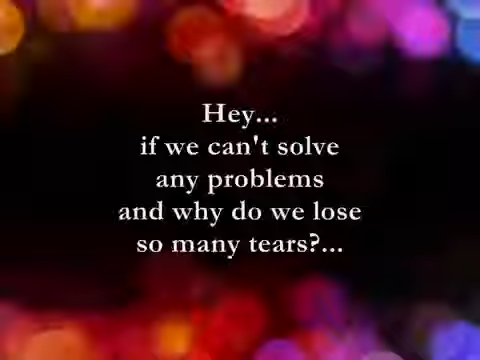 Hey...
if we can't solve
any problems
and why do we lose
so many tears?...